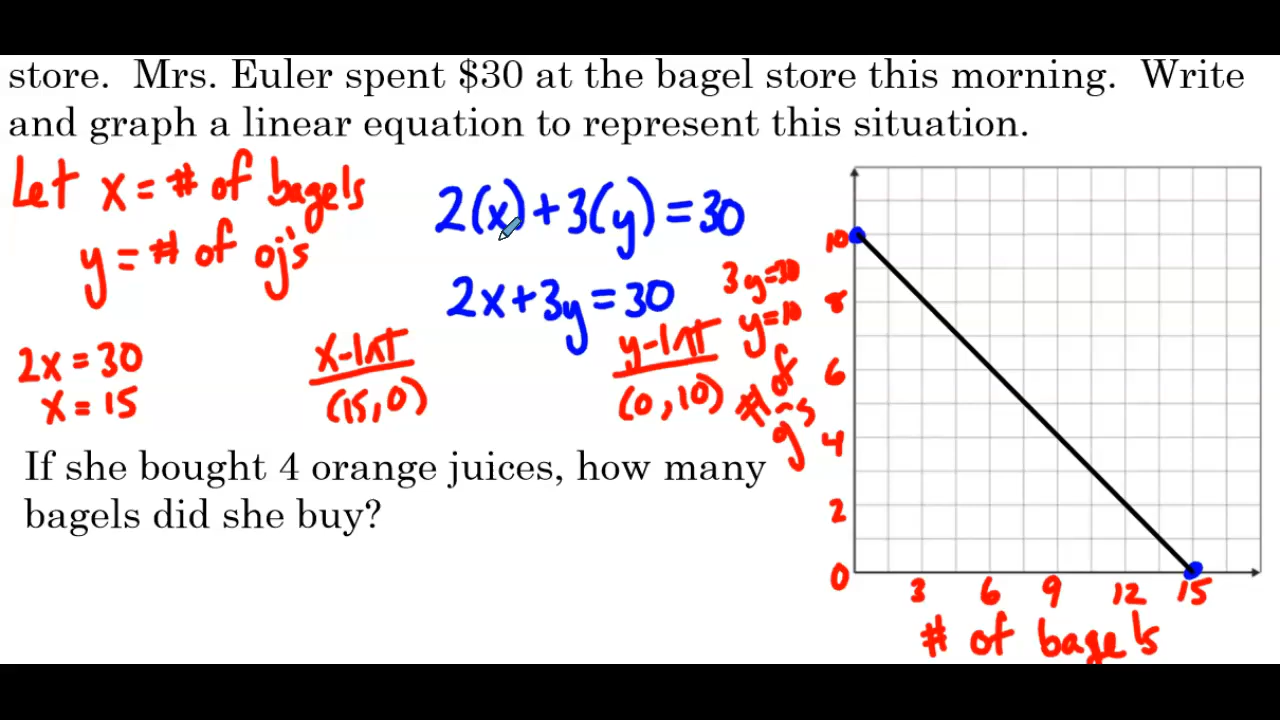 store. Mrs. Euler spent $30 at the bagel store this morning. Write
and graph a linear equation to represent this situation.
Let x = # of bagels
y = # of oj's
2(x) + 3(y) = 30
2x + 3y = 30
2x = 30
x = 15
x-int
(15, 0)
y-int
(0, 10)
3y = 30
y = 10
If she bought 4 orange juices, how many
bagels did she buy?
# of oj's
10
8
6
4
2
0
3 6 9 12 15
# of bagels